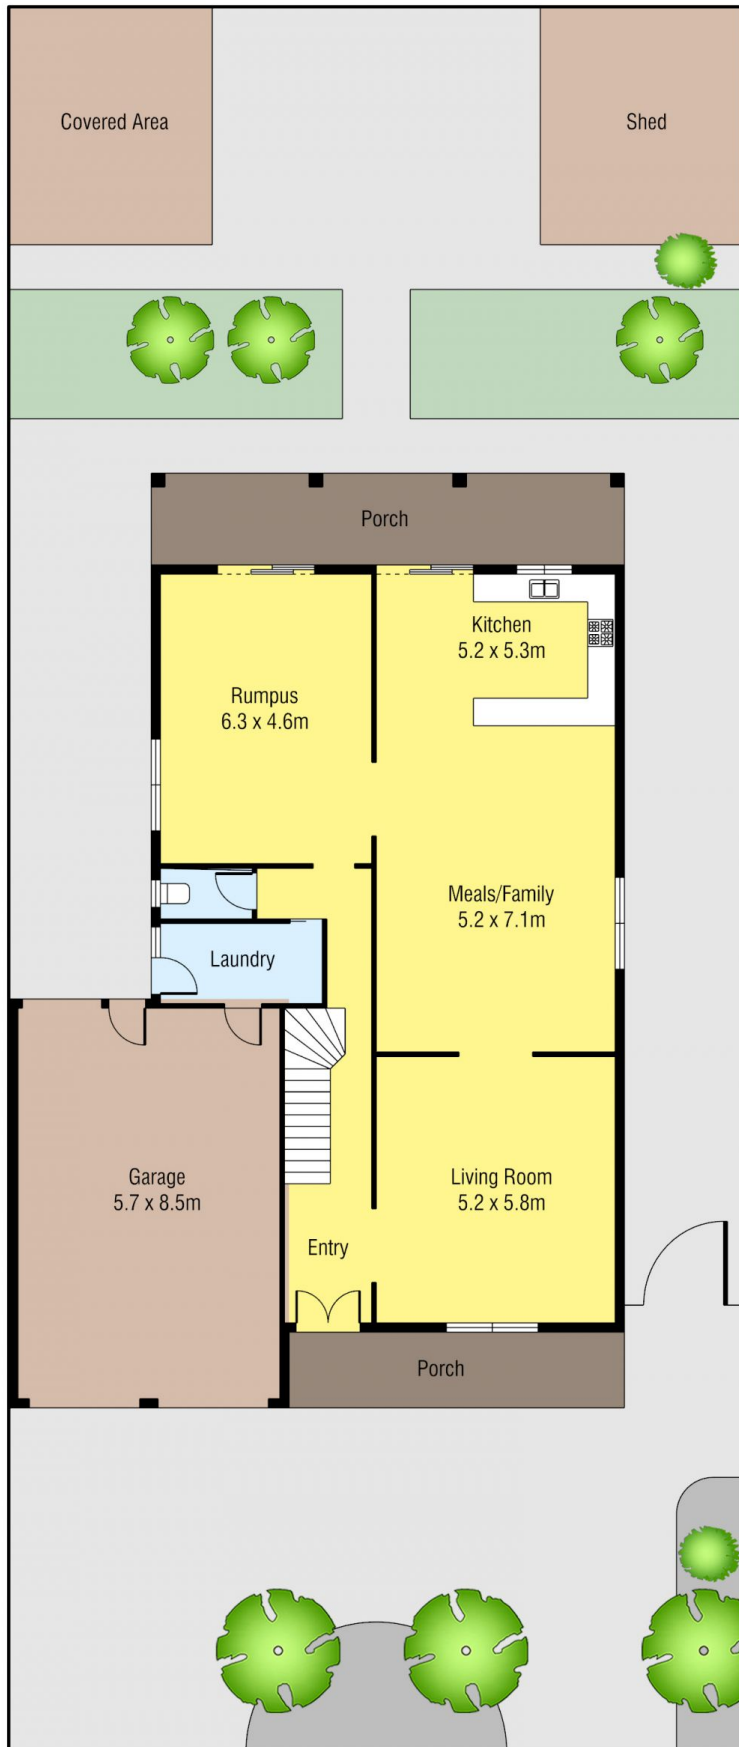 Covered Area
Shed
Porch
Kitchen
5.2 x 5.3m
Rumpus
6.3 x 4.6m
Meals/Family
5.2 x 7.1m
Laundry
Garage
5.7 x 8.5m
Living Room
5.2 x 5.8m
Entry
Porch